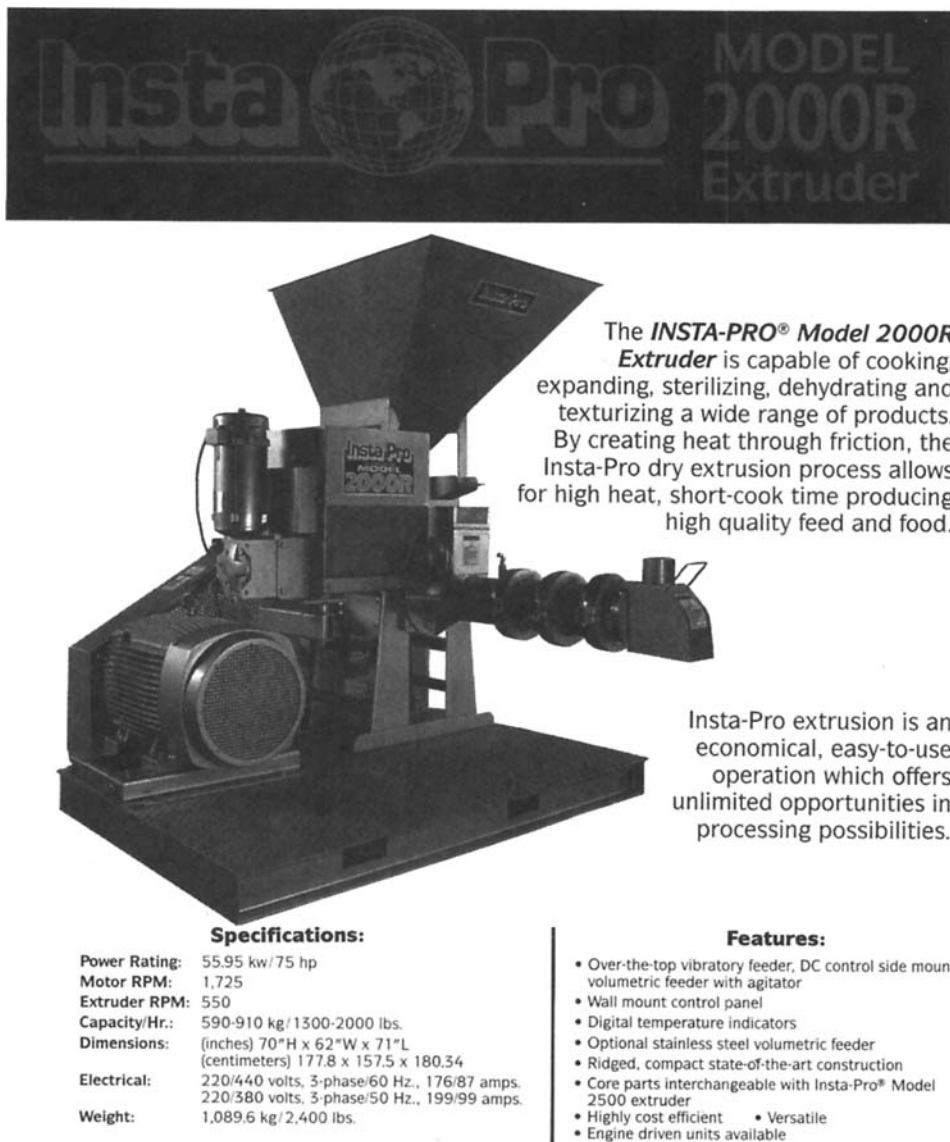 Insta Pro
MODEL
2000R
Extruder
Insta-Pro
The INSTA-PRO® Model 2000R
Extruder is capable of cooking,
expanding, sterilizing, dehydrating and
texturizing a wide range of products.
By creating heat through friction, the
Insta-Pro dry extrusion process allows
for high heat, short-cook time producing
high quality feed and food.
Insta Pro
MODEL
2000R
Insta-Pro extrusion is an
economical, easy-to-use
operation which offers
unlimited opportunities in
processing possibilities.
Specifications:
Power Rating: 55.95 kw/75 hp
Motor RPM: 1,725
Extruder RPM: 550
Capacity/Hr.: 590-910 kg/1300-2000 lbs.
Dimensions: (inches) 70"H x 62"W x 71"L
(centimeters) 177.8 x 157.5 x 180.34
Electrical: 220/440 volts, 3-phase/60 Hz., 176/87 amps.
220/380 volts, 3-phase/50 Hz., 199/99 amps.
Weight: 1,089.6 kg/2,400 lbs.
Features:
• Over-the-top vibratory feeder, DC control side moun
volumetric feeder with agitator
• Wall mount control panel
• Digital temperature indicators
• Optional stainless steel volumetric feeder
• Ridged, compact state-of-the-art construction
• Core parts interchangeable with Insta-Pro® Model
2500 extruder
• Highly cost efficient • Versatile
• Engine driven units available